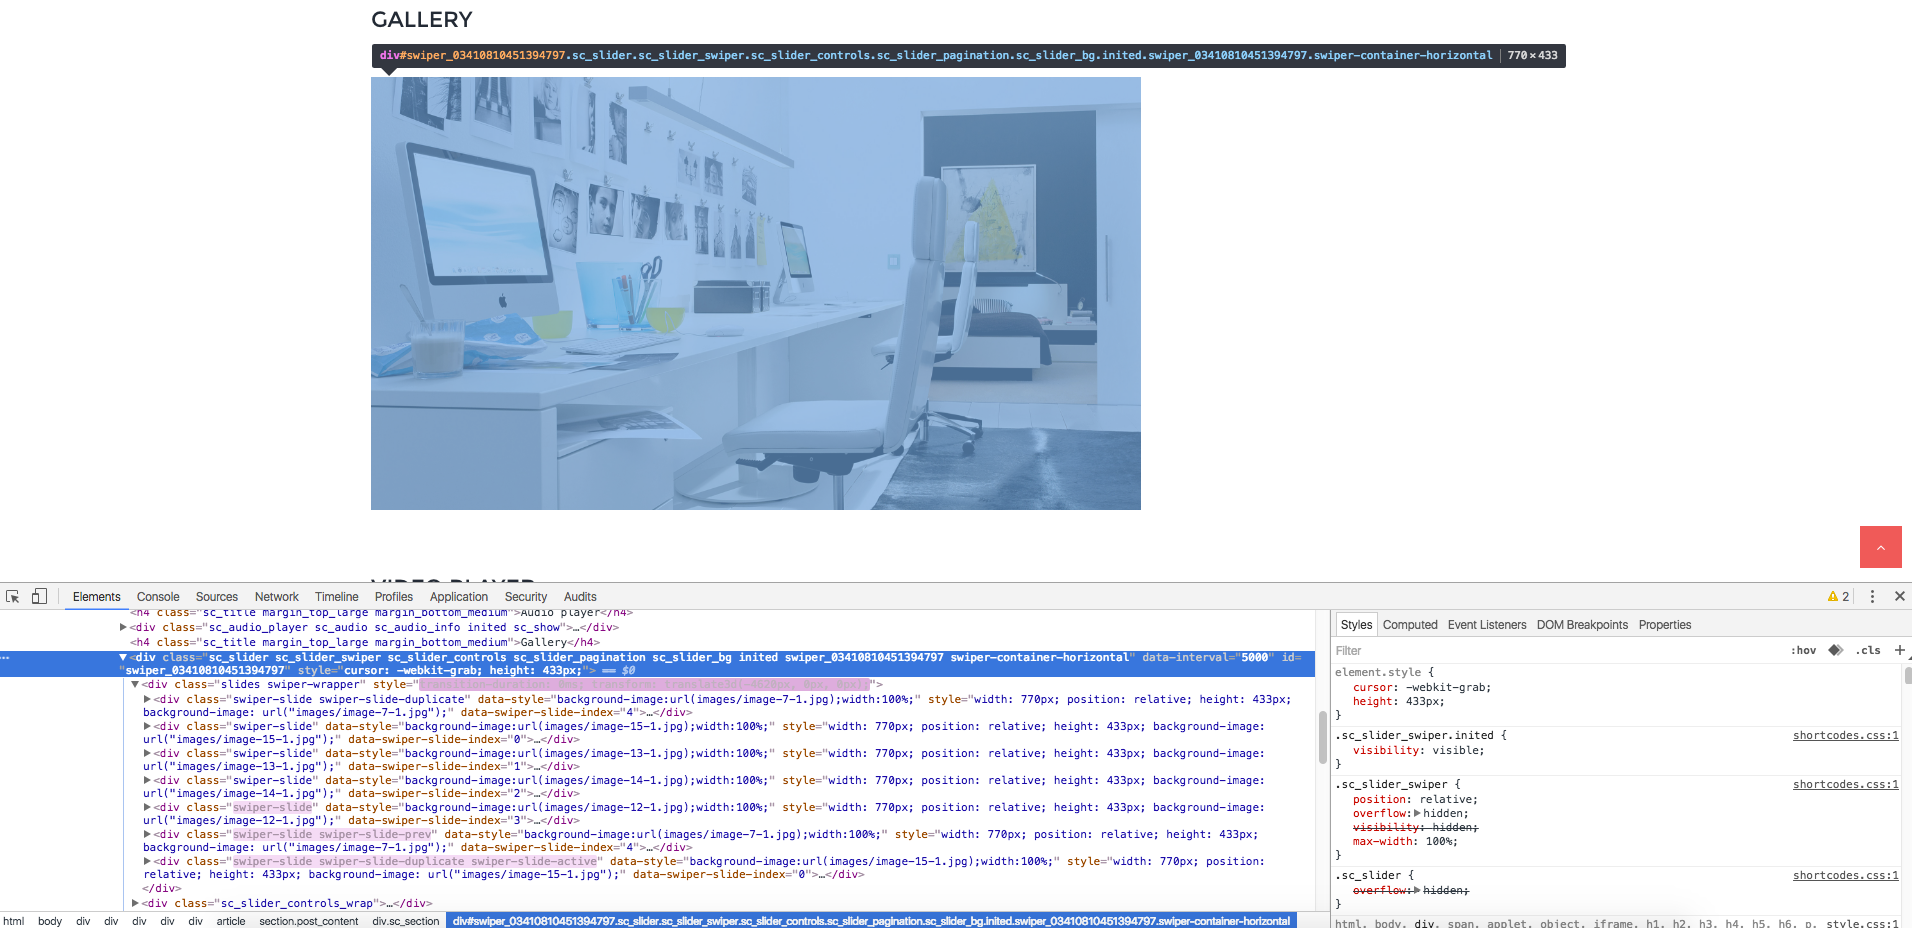 GALLERY
div#swiper_03410810451394797.sc_slider.sc_slider_swiper.sc_slider_controls.sc_slider_pagination.sc_slider_bg.inited.swiper_03410810451394797.swiper-container-horizontal | 770 × 433
VIDEO PLAYER
Elements Console Sources Network Timeline Profiles Application Security Audits 2
<h4 class="sc_title margin_top_large margin_bottom_medium">Audio player</h4>
<div class="sc_audio_player sc_audio sc_audio_info inited sc_show">…</div>
<h4 class="sc_title margin_top_large margin_bottom_medium">Gallery</h4>
<div class="sc_slider sc_slider_swiper sc_slider_controls sc_slider_pagination sc_slider_bg inited swiper_03410810451394797 swiper-container-horizontal" data-interval="5000" id=
"swiper_03410810451394797" style="cursor: -webkit-grab; height: 433px;"> == $0
<div class="slides swiper-wrapper" style="transition-duration: 0ms; transform: translate3d(-4620px, 0px, 0px);">
<div class="swiper-slide swiper-slide-duplicate" data-style="background-image:url(images/image-7-1.jpg);width:100%;" style="width: 770px; position: relative; height: 433px;
background-image: url("images/image-7-1.jpg");" data-swiper-slide-index="4">…</div>
<div class="swiper-slide" data-style="background-image:url(images/image-15-1.jpg);width:100%;" style="width: 770px; position: relative; height: 433px; background-image:
url("images/image-15-1.jpg");" data-swiper-slide-index="0">…</div>
<div class="swiper-slide" data-style="background-image:url(images/image-13-1.jpg);width:100%;" style="width: 770px; position: relative; height: 433px; background-image:
url("images/image-13-1.jpg");" data-swiper-slide-index="1">…</div>
<div class="swiper-slide" data-style="background-image:url(images/image-14-1.jpg);width:100%;" style="width: 770px; position: relative; height: 433px; background-image:
url("images/image-14-1.jpg");" data-swiper-slide-index="2">…</div>
<div class="swiper-slide" data-style="background-image:url(images/image-12-1.jpg);width:100%;" style="width: 770px; position: relative; height: 433px; background-image:
url("images/image-12-1.jpg");" data-swiper-slide-index="3">…</div>
<div class="swiper-slide swiper-slide-prev" data-style="background-image:url(images/image-7-1.jpg);width:100%;" style="width: 770px; position: relative; height: 433px;
background-image: url("images/image-7-1.jpg");" data-swiper-slide-index="4">…</div>
<div class="swiper-slide swiper-slide-duplicate swiper-slide-active" data-style="background-image:url(images/image-15-1.jpg);width:100%;" style="width: 770px; position:
relative; height: 433px; background-image: url("images/image-15-1.jpg");" data-swiper-slide-index="0">…</div>
</div>
<div class="sc_slider_controls_wrap">…</div>
html body div div div div div article section.post_content div.sc_section div#swiper_03410810451394797.sc_slider.sc_slider_swiper.sc_slider_controls.sc_slider_pagination.sc_slider_bg.inited.swiper_03410810451394797.swiper-container-horizontal
Styles Computed Event Listeners DOM Breakpoints Properties
Filter :hov .cls +
element.style {
cursor: -webkit-grab;
height: 433px;
}
.sc_slider_swiper.inited { shortcodes.css:1
visibility: visible;
}
.sc_slider_swiper { shortcodes.css:1
position: relative;
overflow: hidden;
visibility: hidden;
max-width: 100%;
}
.sc_slider { shortcodes.css:1
overflow: hidden;
}
html, body, div, span, applet, object, iframe, h1, h2, h3, h4, h5, h6, p, style.css:1